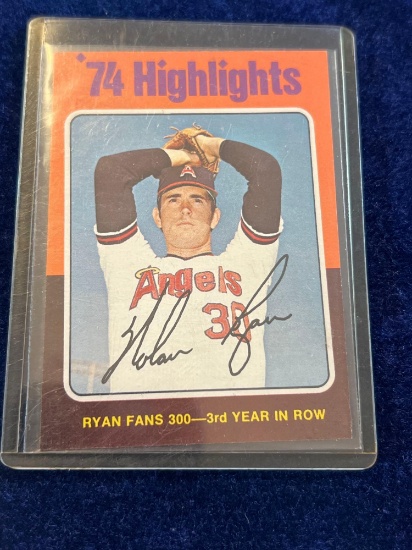 '74 Highlights
A
Angels
30
Nolan Ryan
RYAN FANS 300—3rd YEAR IN ROW